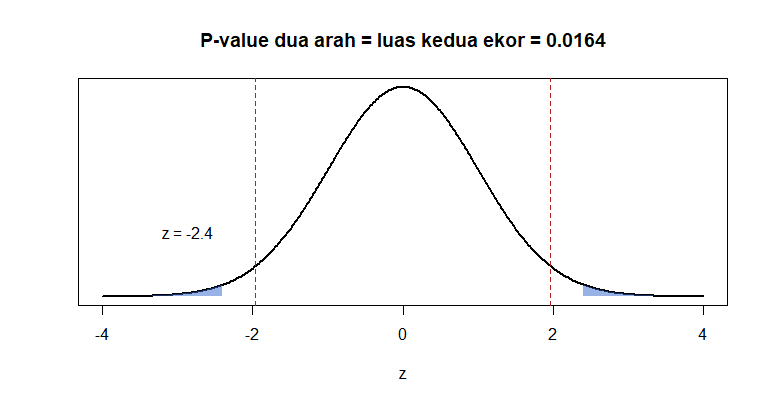 P-value dua arah = luas kedua ekor = 0.0164
z = -2.4
-4 -2 0 2 4
z